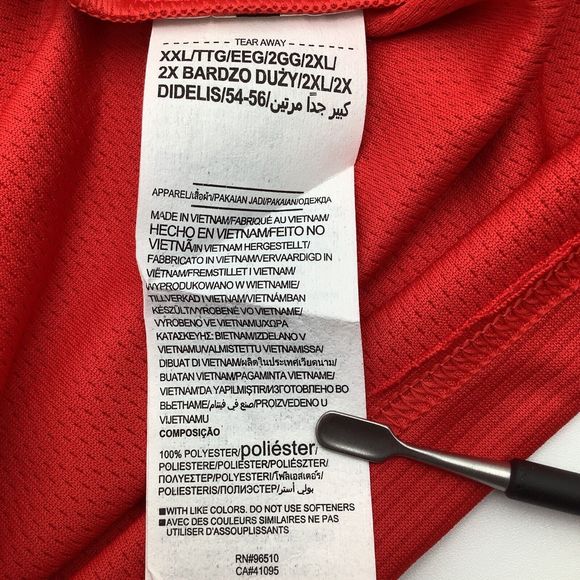 TEAR AWAY
XXL/TTG/EEG/2GG/2XL/
2X BARDZO DUŻY/2XL/2X
DIDELIS/54-56/كبير جداً مرتين
APPAREL/เสื้อผ้า/PAKAIAN JADI/PAKAIAN/ОДЕЖДА
MADE IN VIETNAM/FABRIQUÉ AU VIETNAM/
HECHO EN VIETNAM/FEITO NO
VIETNÃ/IN VIETNAM HERGESTELLT/
FABBRICATO IN VIETNAM/VERVAARDIGD IN
VIETNAM/FREMSTILLET I VIETNAM/
WYPRODUKOWANO W WIETNAMIE/
TILLVERKAD I VIETNAM/VIETNÁMBAN
KÉSZÜLT/VYROBENÉ VO VIETNAME/
VYROBENO VE VIETNAMU/ΧΩΡΑ
ΚΑΤΑΣΚΕΥΗΣ: ΒΙΕΤΝΑΜ/IZDELANO V
VIETNAMU/VALMISTETTU VIETNAMISSA/
DIBUAT DI VIETNAM/ผลิตในประเทศเวียดนาม/
BUATAN VIETNAM/PAGAMINTA VIETNAME/
VIETNAM'DA YAPILMIŞTIR/ИЗГОТОВЛЕНО ВО
ВЬЕТНАМЕ/صنع في فيتنام/PROIZVEDENO U
VIJETNAMU
COMPOSIÇÃO
100% POLYESTER/poliéster/
POLIESTERE/POLIESTER/POLIÉSZTER/
ΠΟΛΥΕΣΤΕΡ/POLYESTERI/โพลีเอสเตอร์/
POLIESTERIS/ПОЛИЭСТЕР/بولي أستر
■WITH LIKE COLORS. DO NOT USE SOFTENERS
■AVEC DES COULEURS SIMILAIRES. NE PAS
UTILISER D'ASSOUPLISSANTS
RN#96510
CA#41095